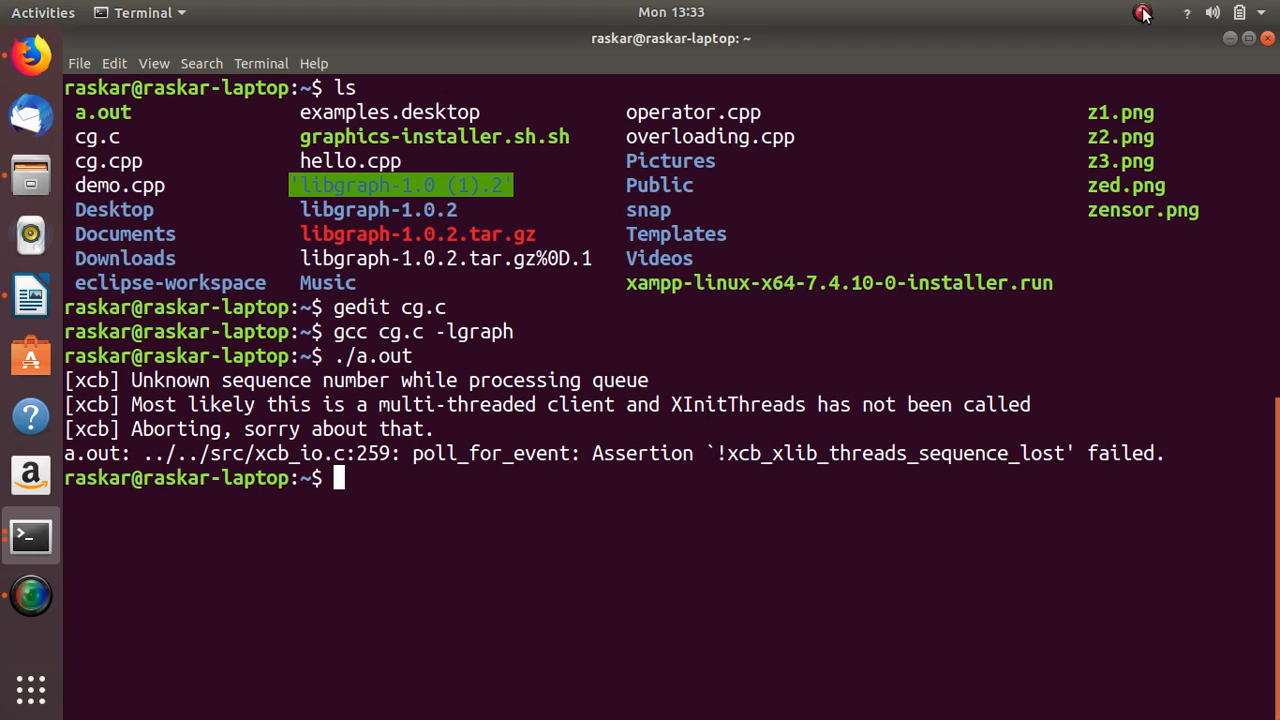 Activities Terminal Mon 13:33 ?
raskar@raskar-laptop: ~
File Edit View Search Terminal Help
raskar@raskar-laptop:~$ ls
a.out examples.desktop operator.cpp z1.png
cg.c graphics-installer.sh.sh overloading.cpp z2.png
cg.cpp hello.cpp Pictures z3.png
demo.cpp 'libgraph-1.0 (1).2' Public zed.png
Desktop libgraph-1.0.2 snap zensor.png
Documents libgraph-1.0.2.tar.gz Templates
Downloads libgraph-1.0.2.tar.gz%0D.1 Videos
eclipse-workspace Music xampp-linux-x64-7.4.10-0-installer.run
raskar@raskar-laptop:~$ gedit cg.c
raskar@raskar-laptop:~$ gcc cg.c -lgraph
raskar@raskar-laptop:~$ ./a.out
[xcb] Unknown sequence number while processing queue
[xcb] Most likely this is a multi-threaded client and XInitThreads has not been called
[xcb] Aborting, sorry about that.
a.out: ../../src/xcb_io.c:259: poll_for_event: Assertion `!xcb_xlib_threads_sequence_lost' failed.
raskar@raskar-laptop:~$